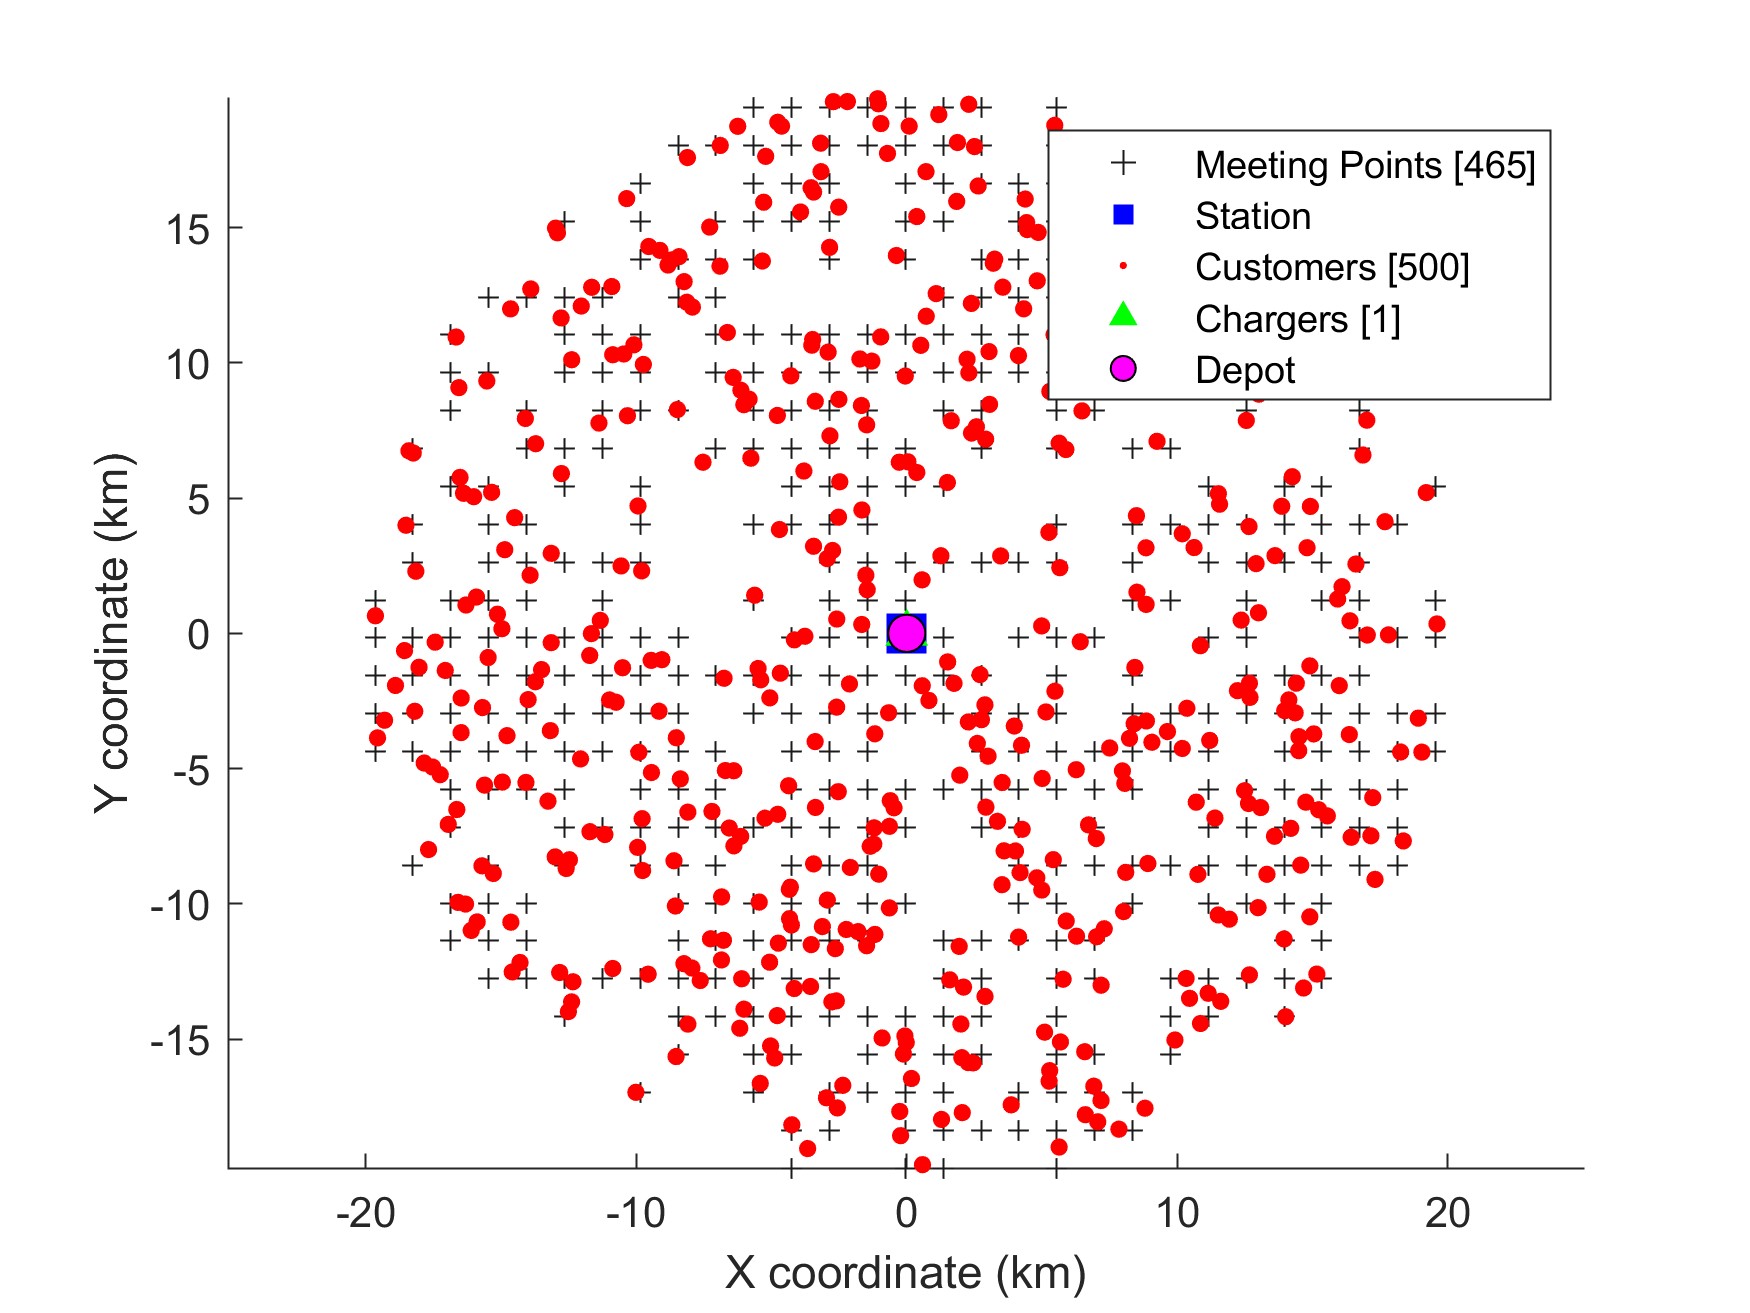 Meeting Points [465]
Station
Customers [500]
Chargers [1]
Depot
15
10
5
0
-5
-10
-15
Y coordinate (km)
-20
-10
0
10
20
X coordinate (km)